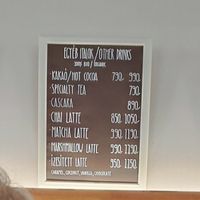 EGYÉB ITALOK/OTHER DRINKS
KAKAÓ/HOT COCOA 790. 990.
SPECIALTY TEA 790.
CASCARA 890.
CHAI LATTE 850. 1050.
MATCHA LATTE 990. 1190.
MARSHMALLOW LATTE 990. 1190.
ÍZESÍTETT LATTE 950. 1150.
CARAMEL, COCONUT, VANILLA, CHOCOLATE